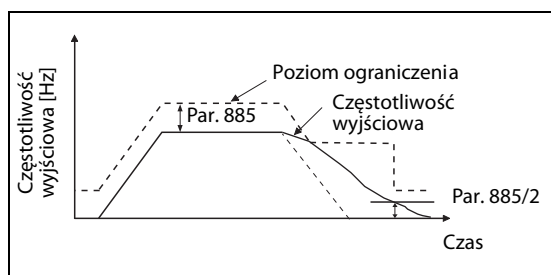 Częstotliwość
wyjściowa [Hz]
Poziom ograniczenia
Par. 885
Częstotliwość
wyjściowa
Par. 885/2
Czas